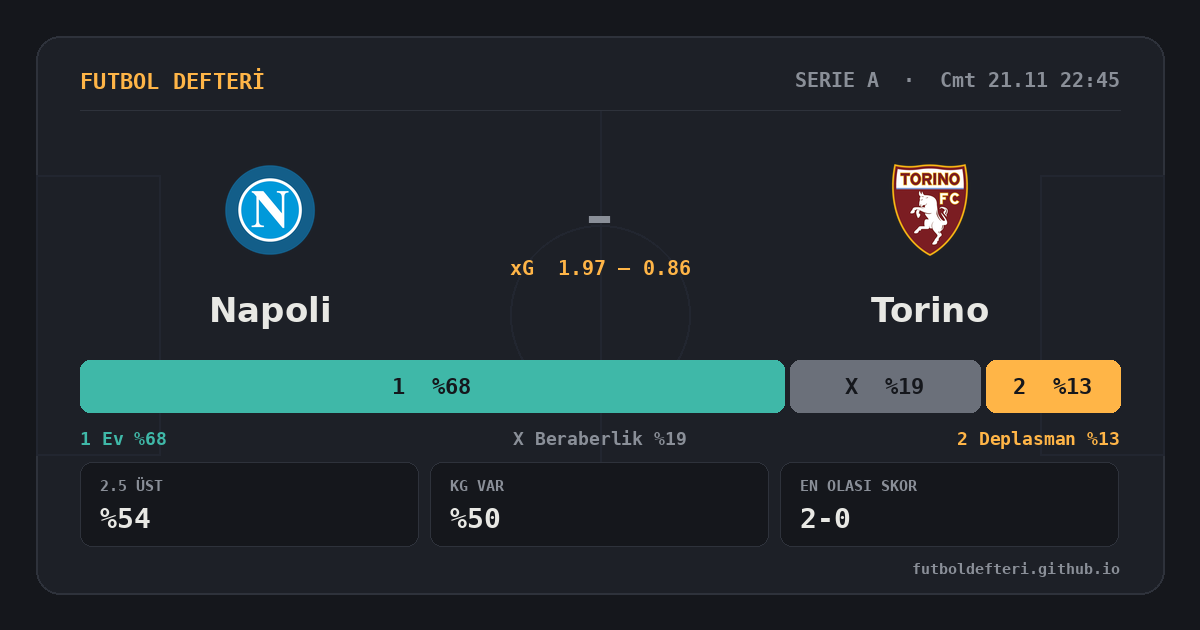 FUTBOL DEFTERİ
SERIE A · Cmt 21.11 22:45
N
TORINO
FC
–
xG 1.97 – 0.86
Napoli
Torino
1 %68
X %19
2 %13
1 Ev %68
X Beraberlik %19
2 Deplasman %13
2.5 ÜST
KG VAR
EN OLASI SKOR
%54
%50
2-0
futboldefteri.github.io